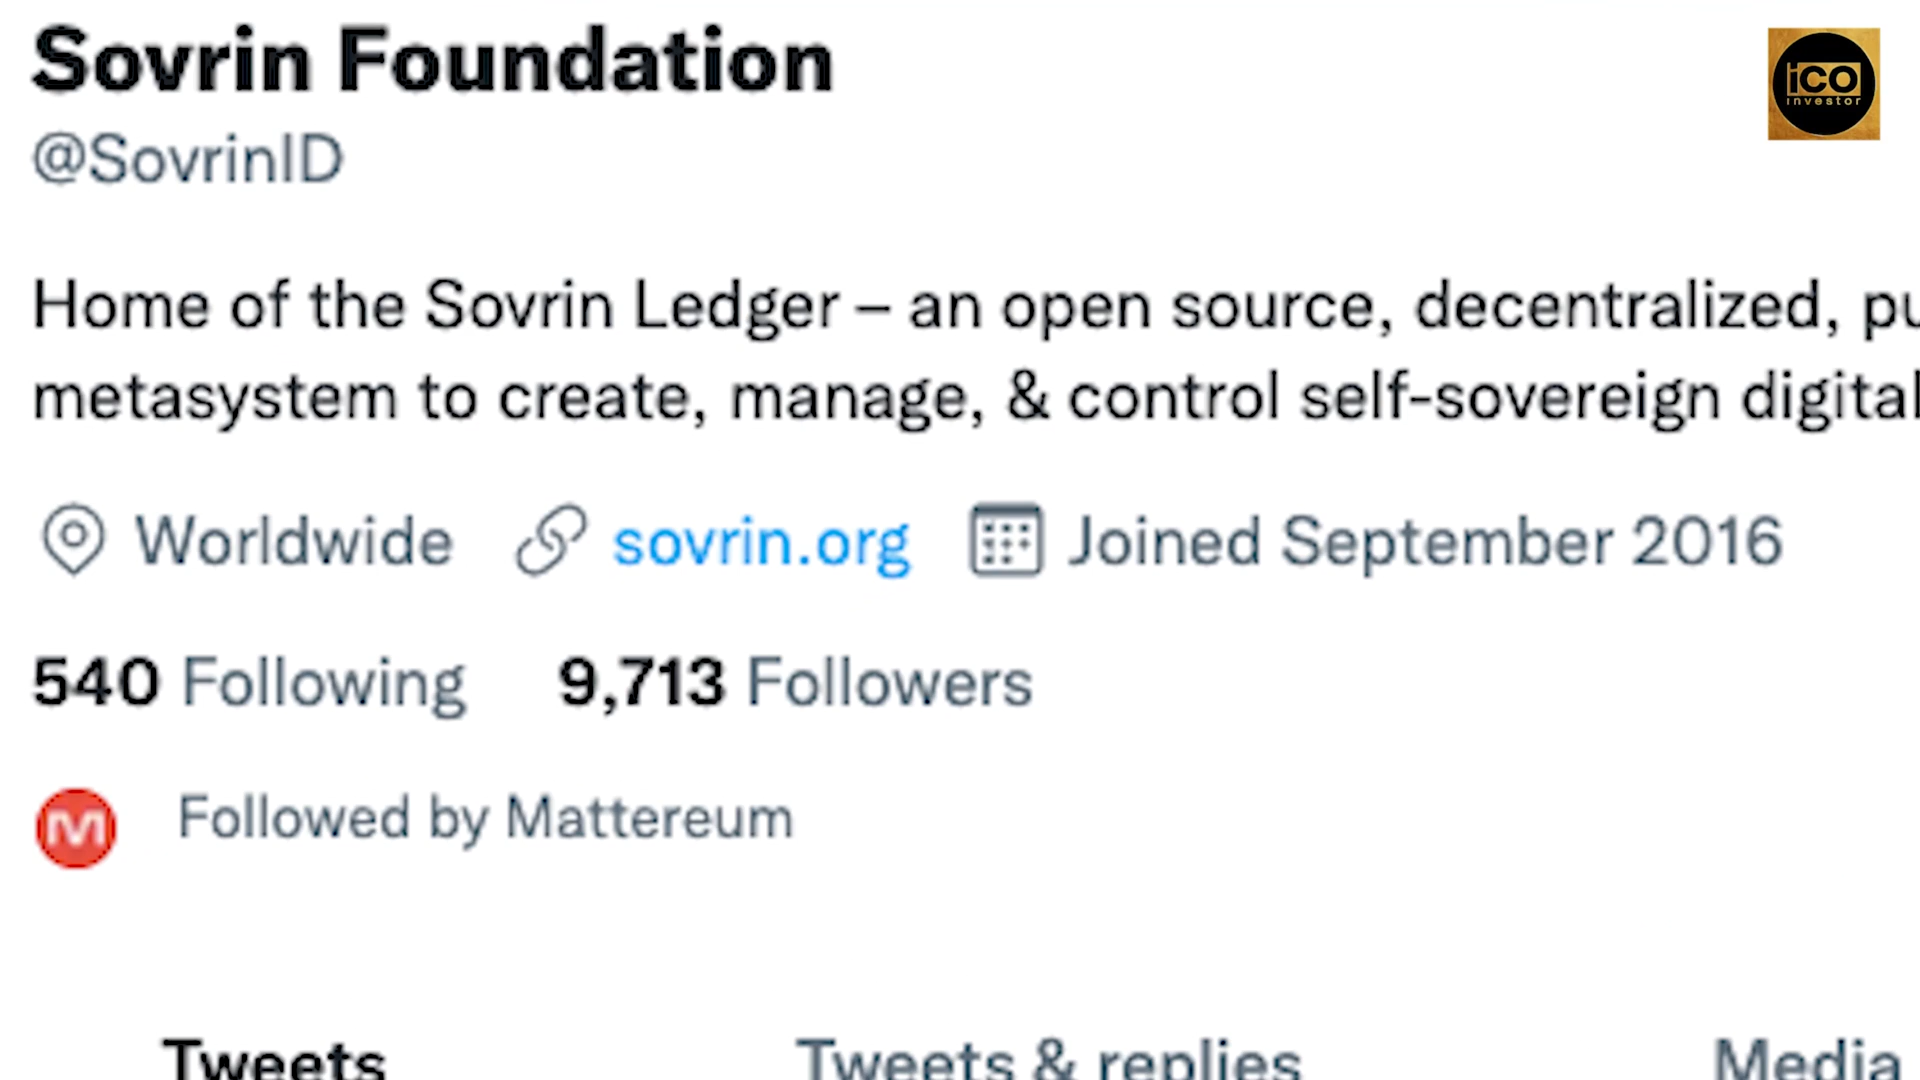 Sovrin Foundation
iCO
investor
@SovrinID
Home of the Sovrin Ledger – an open source, decentralized, pu
metasystem to create, manage, & control self-sovereign digital
Worldwide sovrin.org Joined September 2016
540 Following 9,713 Followers
M Followed by Mattereum
Tweets Tweets & replies Media